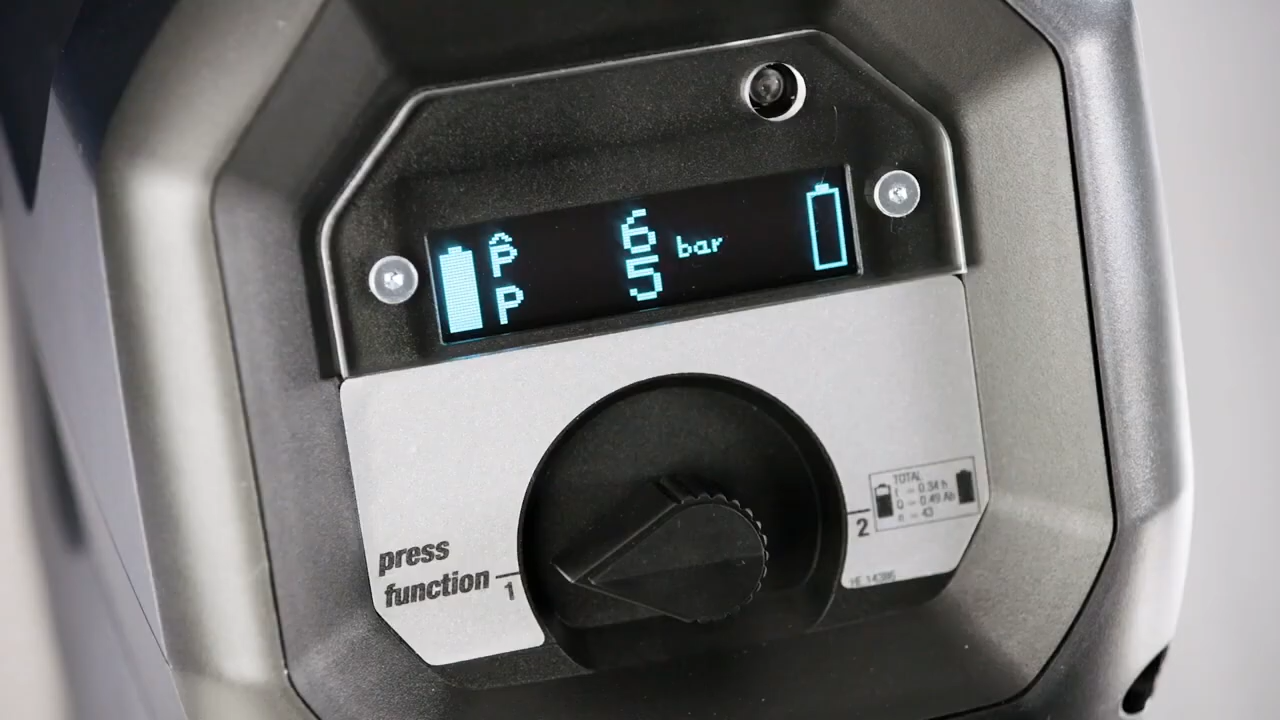 P̂ 6 bar
P 5
press
function 1
2
TOTAL
t = 0.34 h
Q = 0.49 Ah
n = 43